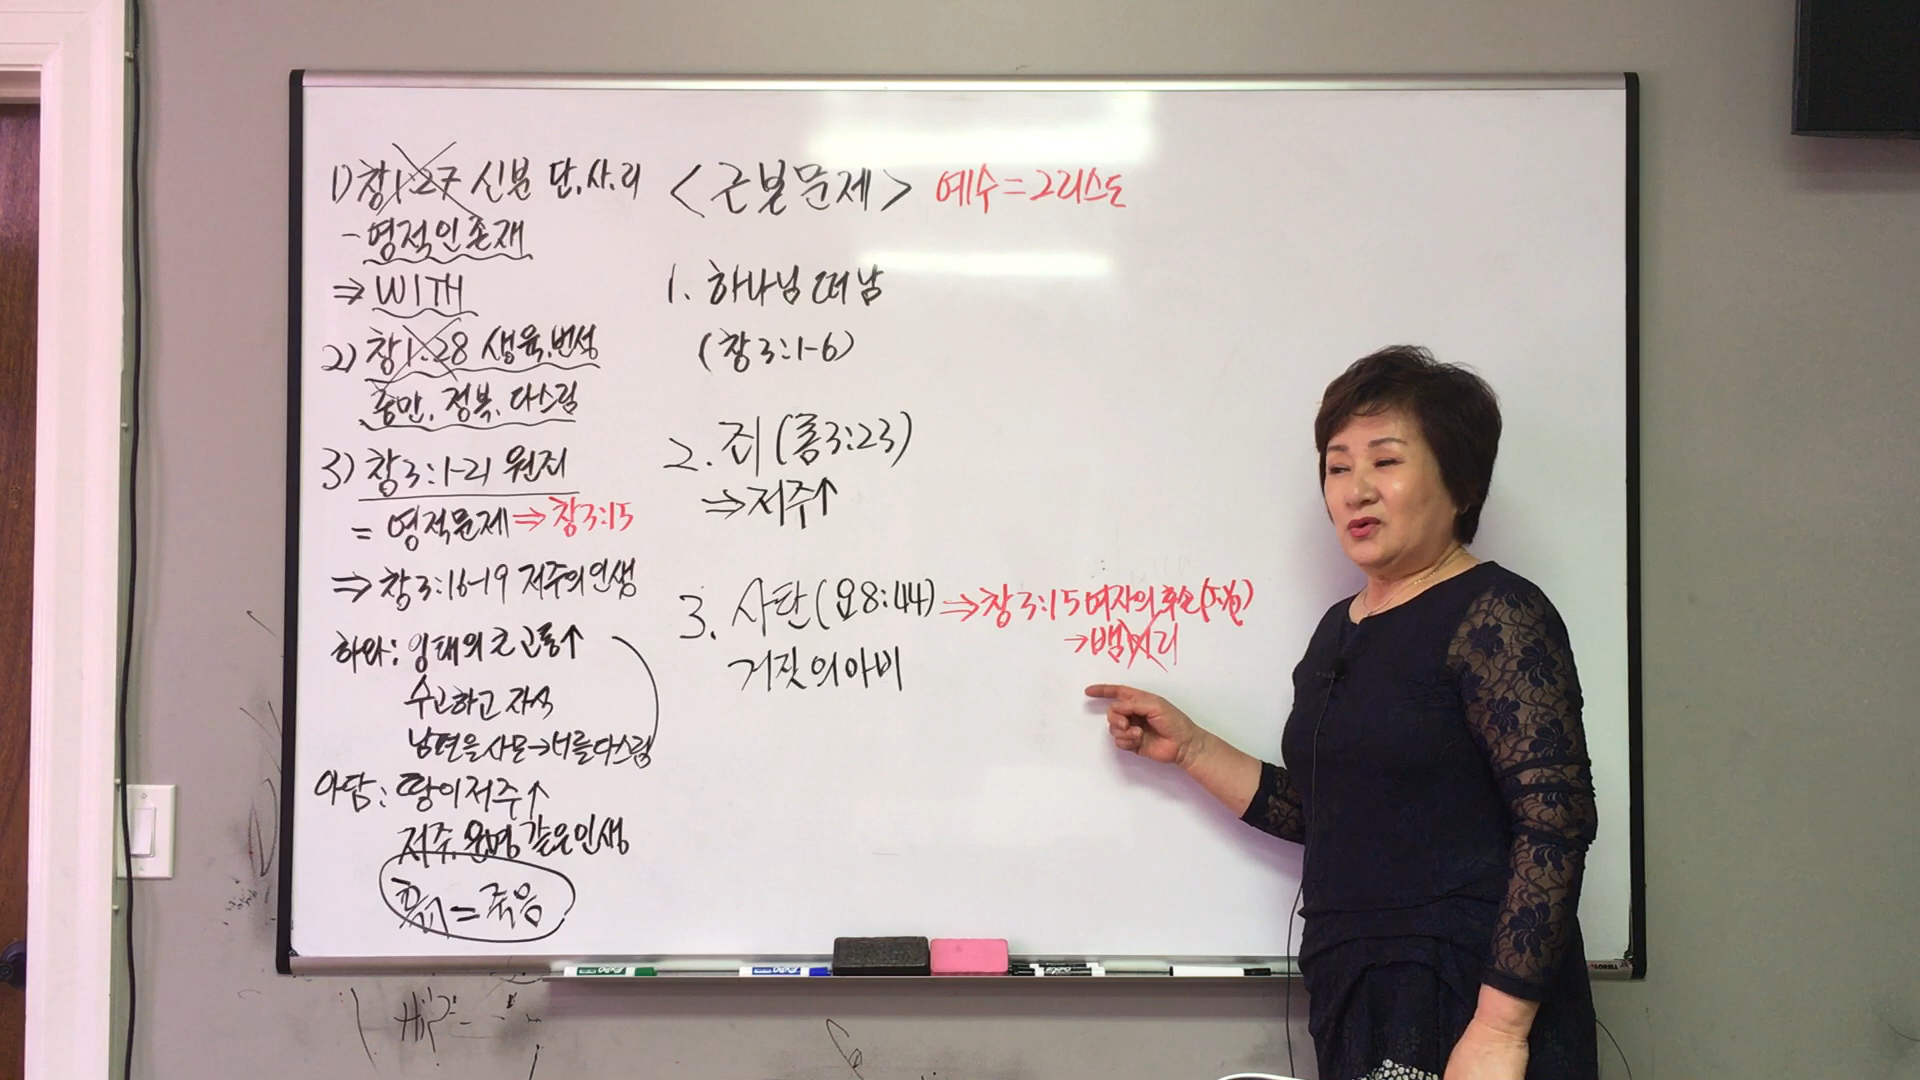 1) 창1:27 신분 단.사.리
- 영적인 존재
⇒ WITH
2) 창1:28 생육.번성
충만.정복.다스림
3) 창3:1-21 원죄
= 영적문제 ⇒ 창3:15
⇒ 창3:16-19 저주의 인생
하와: 잉태의 큰 고통↑
수고하고 자식
남편을 사모→너를 다스림
아담: 땅이 저주↑
저주.운명 같은 인생
흙 = 죽음
<근본문제> 예수=그리스도
1. 하나님 떠남
(창3:1-6)
2. 죄 (롬3:23)
⇒ 저주↑
3. 사탄(요8:44) ⇒ 창3:15 여자의 후손
→ 뱀머리
거짓의 아비
HiP